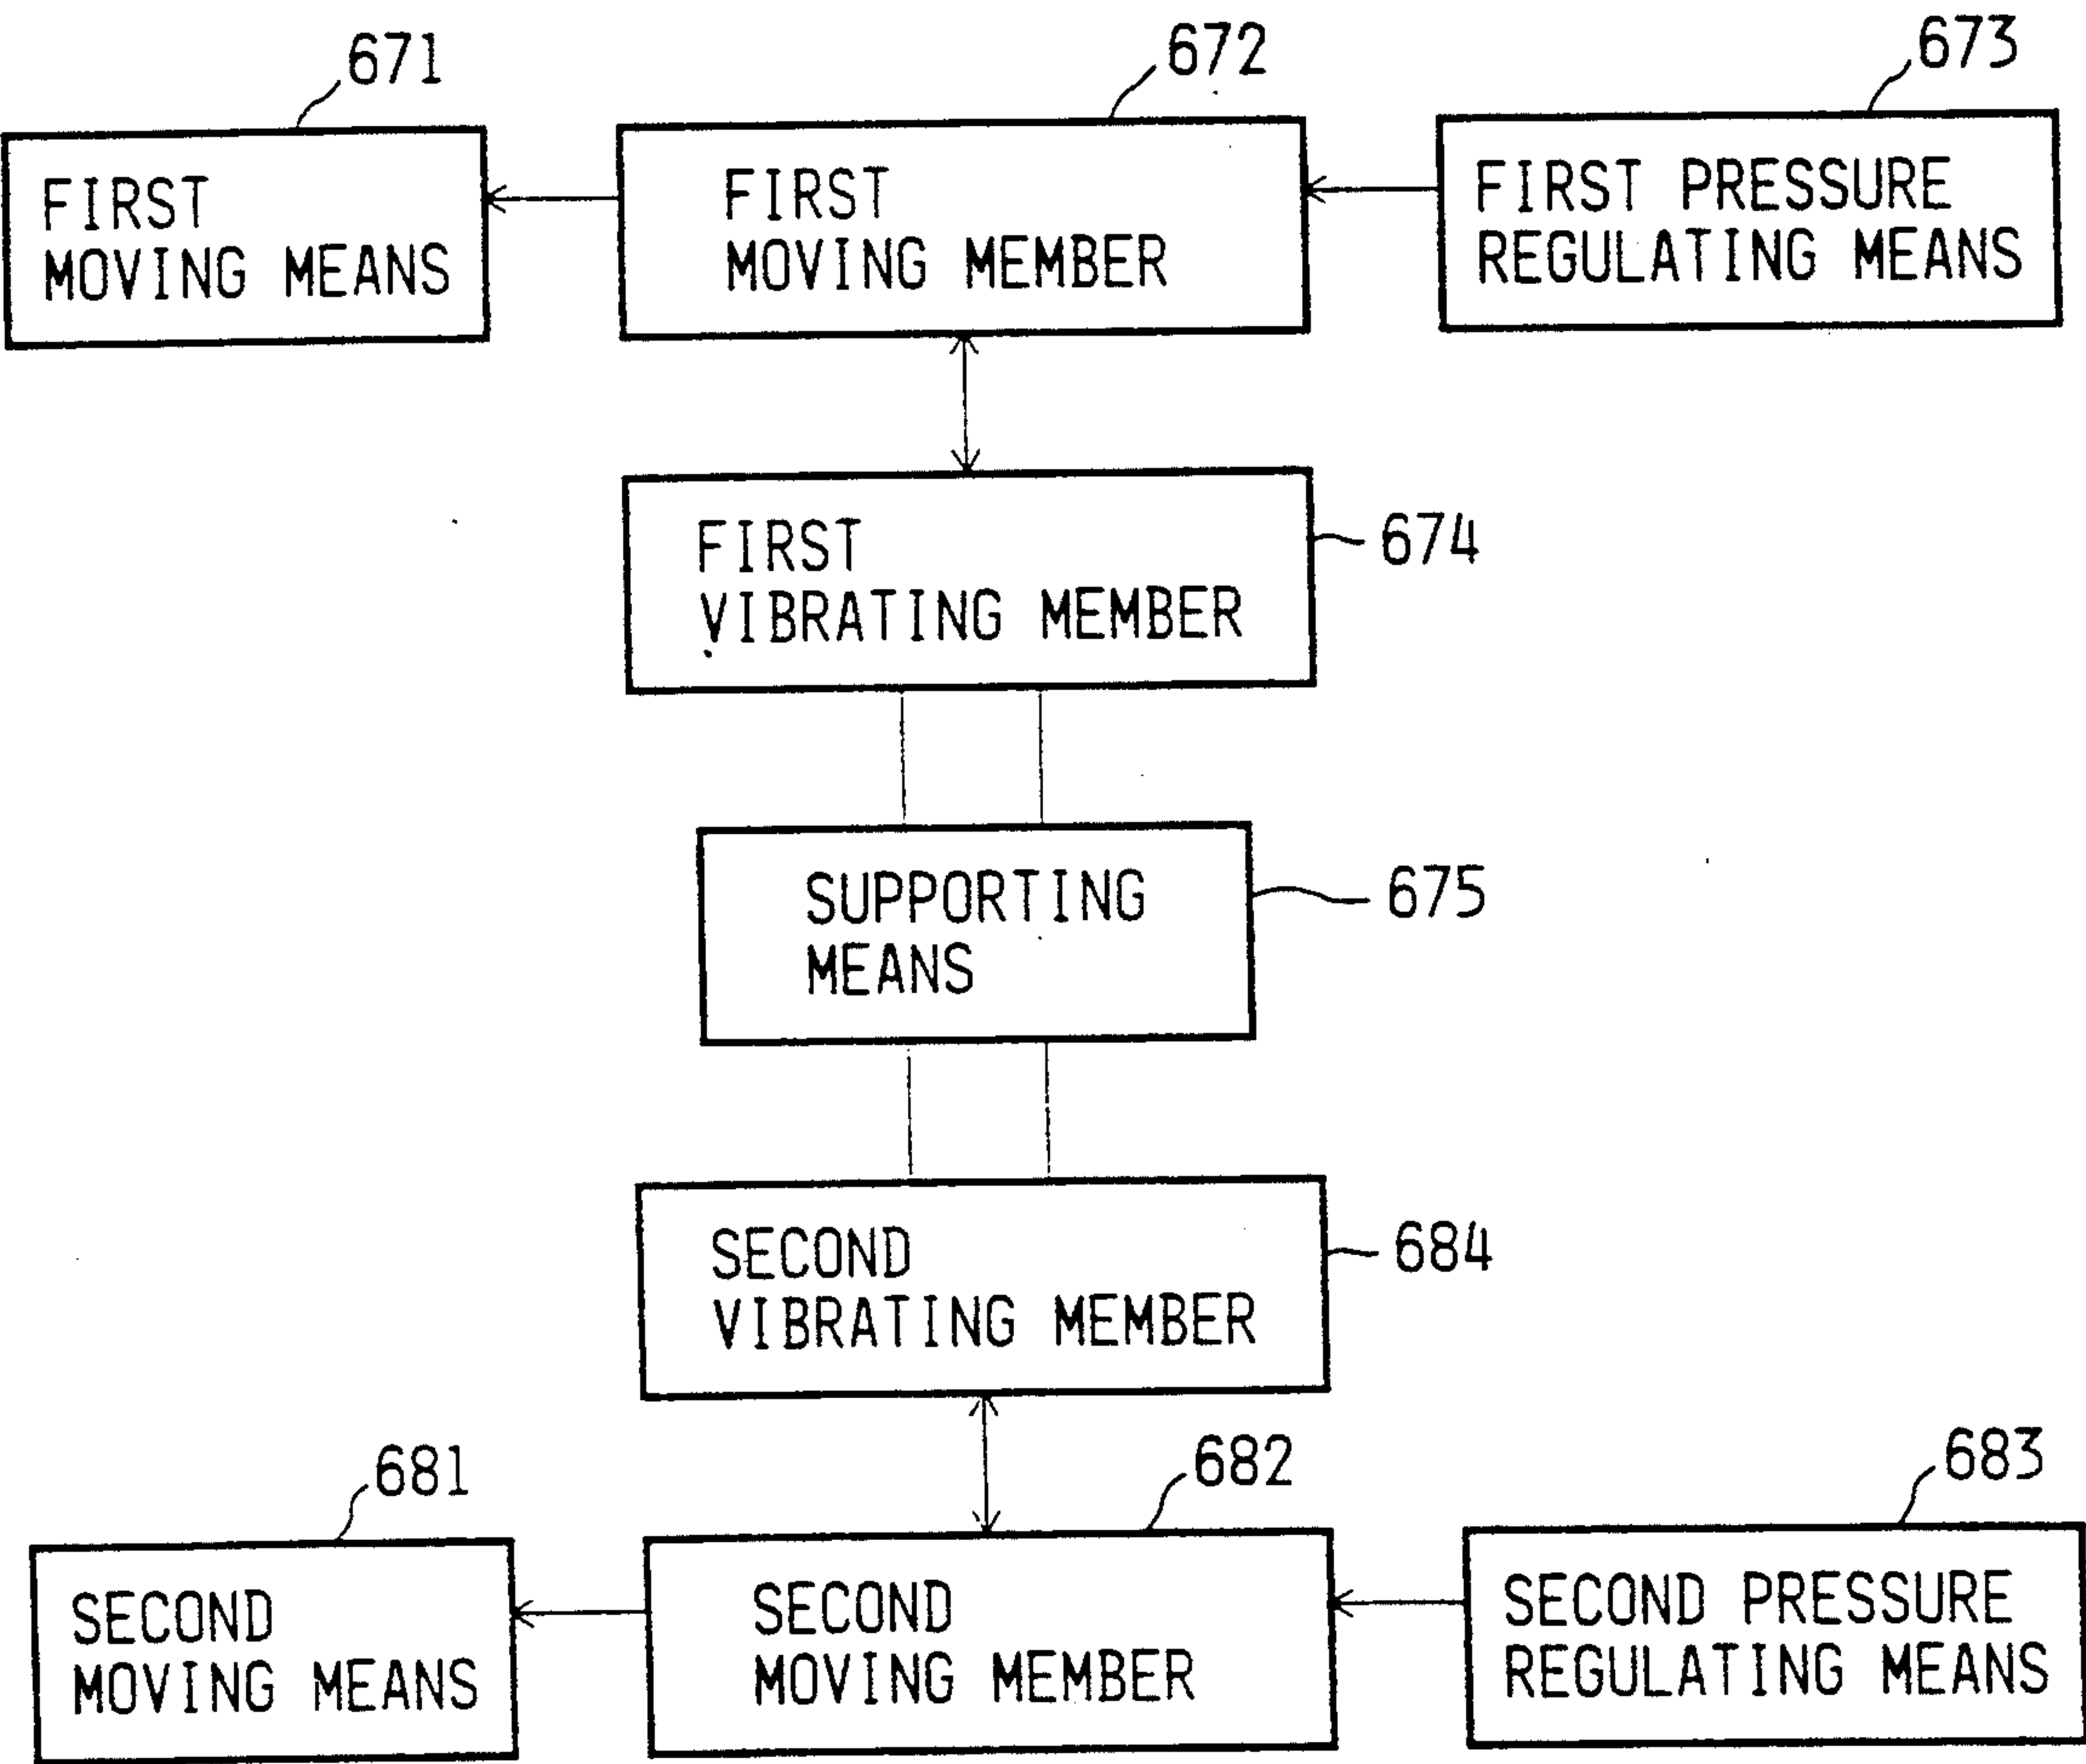 671
672
673
FIRST
MOVING MEANS
FIRST
MOVING MEMBER
FIRST PRESSURE
REGULATING MEANS
FIRST
VIBRATING MEMBER
674
SUPPORTING
MEANS
675
SECOND
VIBRATING MEMBER
684
681
682
683
SECOND
MOVING MEANS
SECOND
MOVING MEMBER
SECOND PRESSURE
REGULATING MEANS